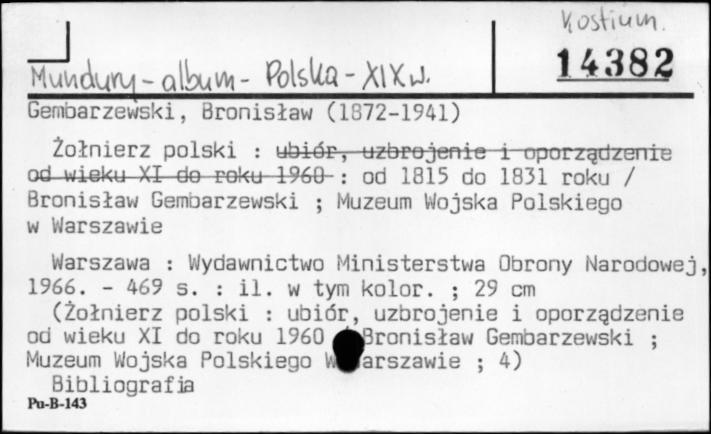 Kostium.
14382
Mundury - album - Polska - XIX w.
Gembarzewski, Bronisław (1872-1941)
Żołnierz polski : ubiór, uzbrojenie i oporządzenie
od wieku XI do roku 1960 : od 1815 do 1831 roku /
Bronisław Gembarzewski ; Muzeum Wojska Polskiego
w Warszawie
Warszawa : Wydawnictwo Ministerstwa Obrony Narodowej,
1966. - 469 s. : il. w tym kolor. ; 29 cm
(Żołnierz polski : ubiór, uzbrojenie i oporządzenie
od wieku XI do roku 1960 / Bronisław Gembarzewski ;
Muzeum Wojska Polskiego w Warszawie ; 4)
Bibliografia
Pu-B-143